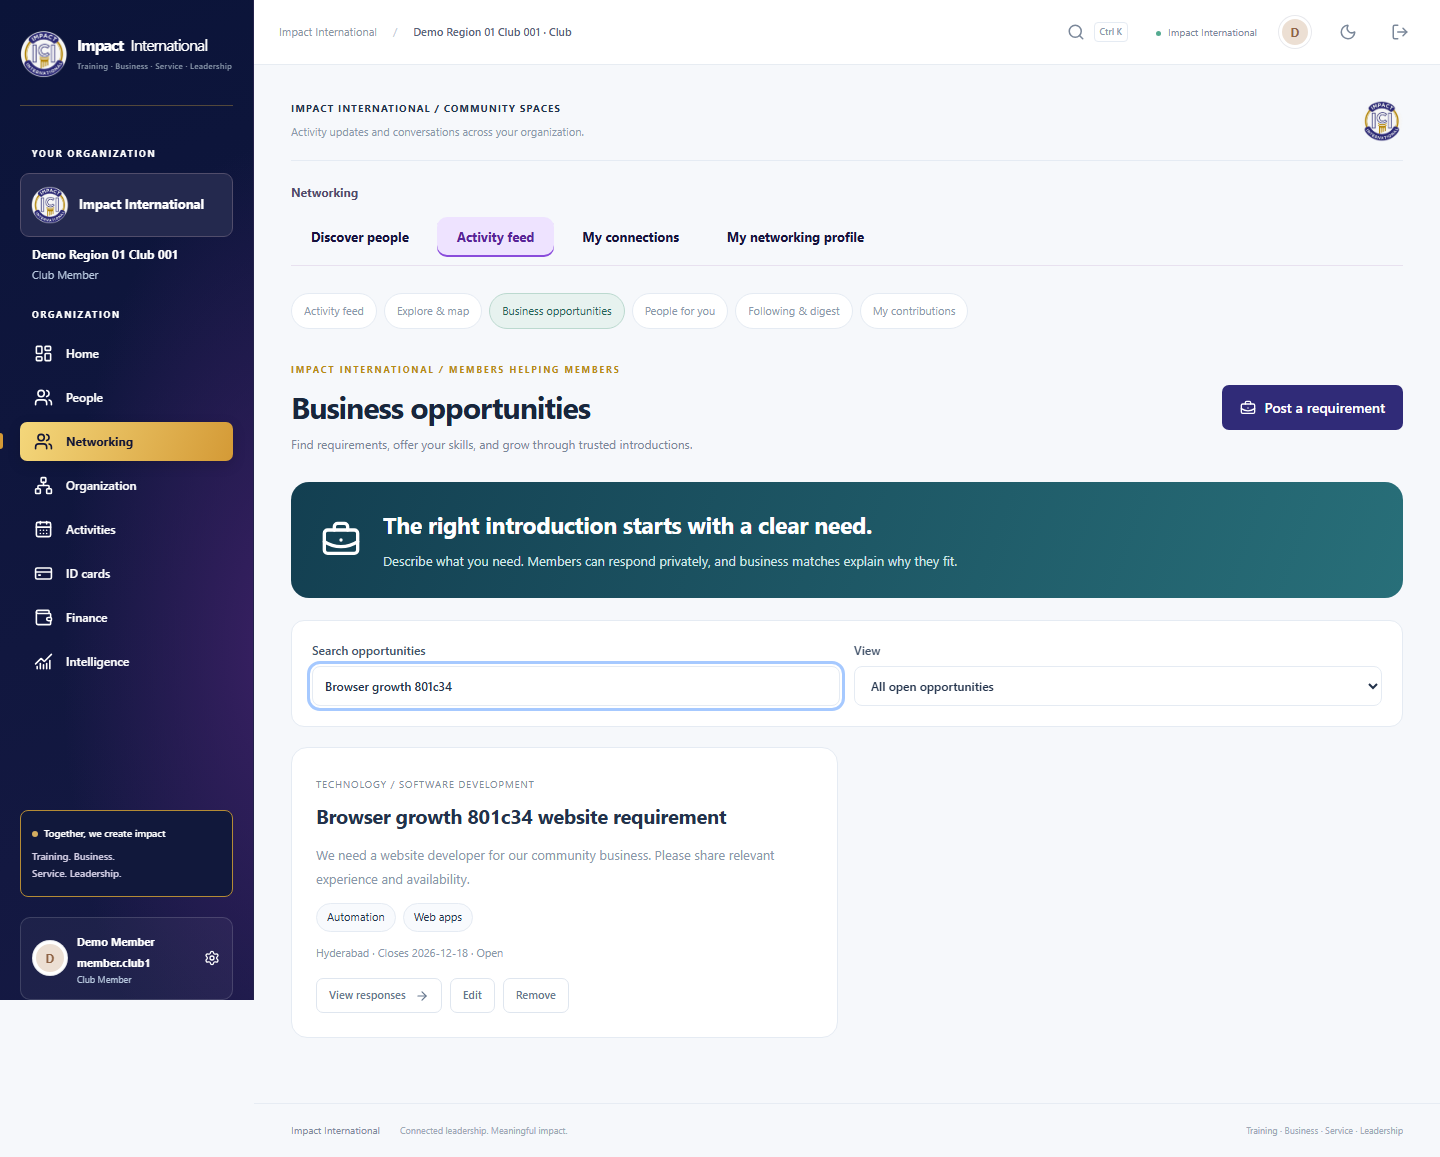 Impact International
Training · Business · Service · Leadership
YOUR ORGANIZATION
Impact International
Demo Region 01 Club 001
Club Member
ORGANIZATION
Home
People
Networking
Organization
Activities
ID cards
Finance
Intelligence
Together, we create impact
Training. Business.
Service. Leadership.
D
Demo Member
member.club1
Club Member
Impact International / Demo Region 01 Club 001 · Club
Ctrl K
Impact International
D
IMPACT INTERNATIONAL / COMMUNITY SPACES
Activity updates and conversations across your organization.
IMPACT
ICI
INTERNATIONAL
Networking
Discover people
Activity feed
My connections
My networking profile
Activity feed
Explore & map
Business opportunities
People for you
Following & digest
My contributions
IMPACT INTERNATIONAL / MEMBERS HELPING MEMBERS
Business opportunities
Find requirements, offer your skills, and grow through trusted introductions.
Post a requirement
The right introduction starts with a clear need.
Describe what you need. Members can respond privately, and business matches explain why they fit.
Search opportunities
Browser growth 801c34
View
All open opportunities
TECHNOLOGY / SOFTWARE DEVELOPMENT
Browser growth 801c34 website requirement
We need a website developer for our community business. Please share relevant
experience and availability.
Automation
Web apps
Hyderabad · Closes 2026-12-18 · Open
View responses
Edit
Remove
Impact International
Connected leadership. Meaningful impact.
Training · Business · Service · Leadership